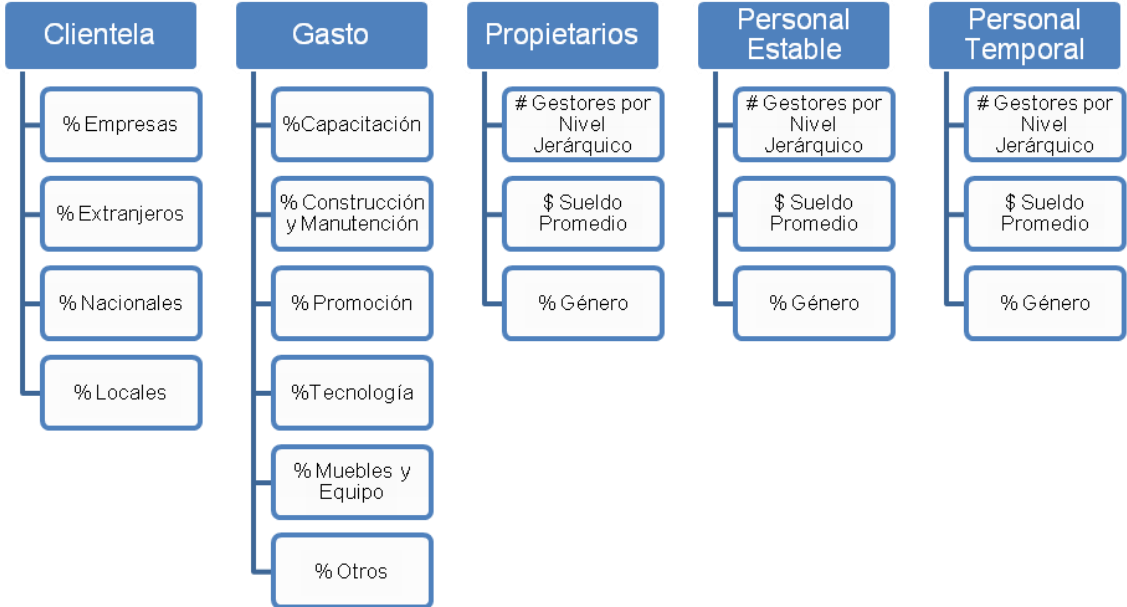 Clientela
% Empresas
% Extranjeros
% Nacionales
% Locales
Gasto
%Capacitación
% Construcción
y Manutención
% Promoción
%Tecnología
% Muebles y
Equipo
% Otros
Propietarios
# Gestores por
Nivel
Jerárquico
$ Sueldo
Promedio
% Género
Personal
Estable
# Gestores por
Nivel
Jerárquico
$ Sueldo
Promedio
% Género
Personal
Temporal
# Gestores por
Nivel
Jerárquico
$ Sueldo
Promedio
% Género